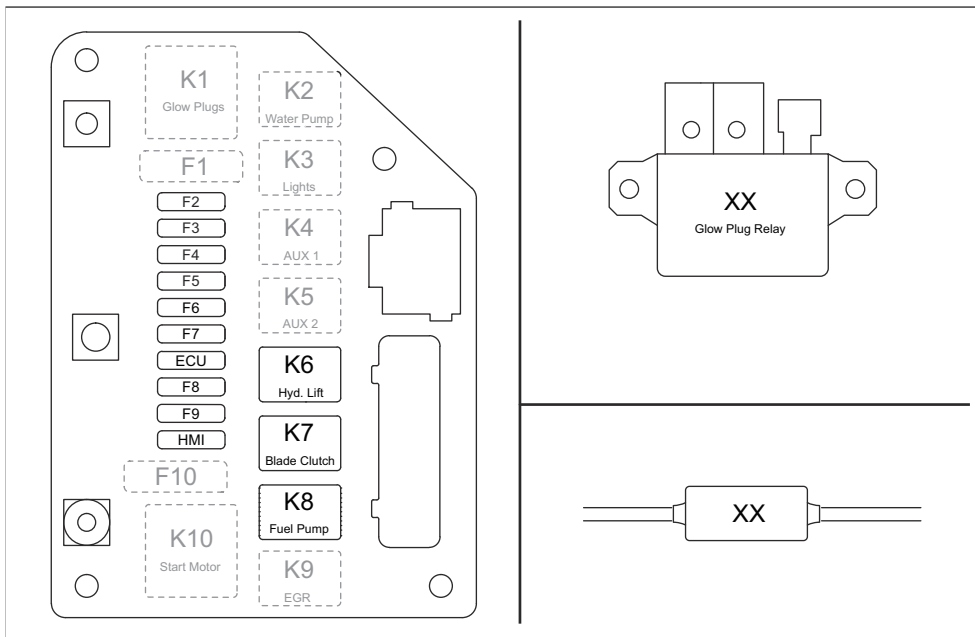 K1
Glow Plugs
F1
F2
F3
F4
F5
F6
F7
ECU
F8
F9
HMI
F10
K10
Start Motor
K2
Water Pump
K3
Lights
K4
AUX 1
K5
AUX 2
K6
Hyd. Lift
K7
Blade Clutch
K8
Fuel Pump
K9
EGR
XX
Glow Plug Relay
XX